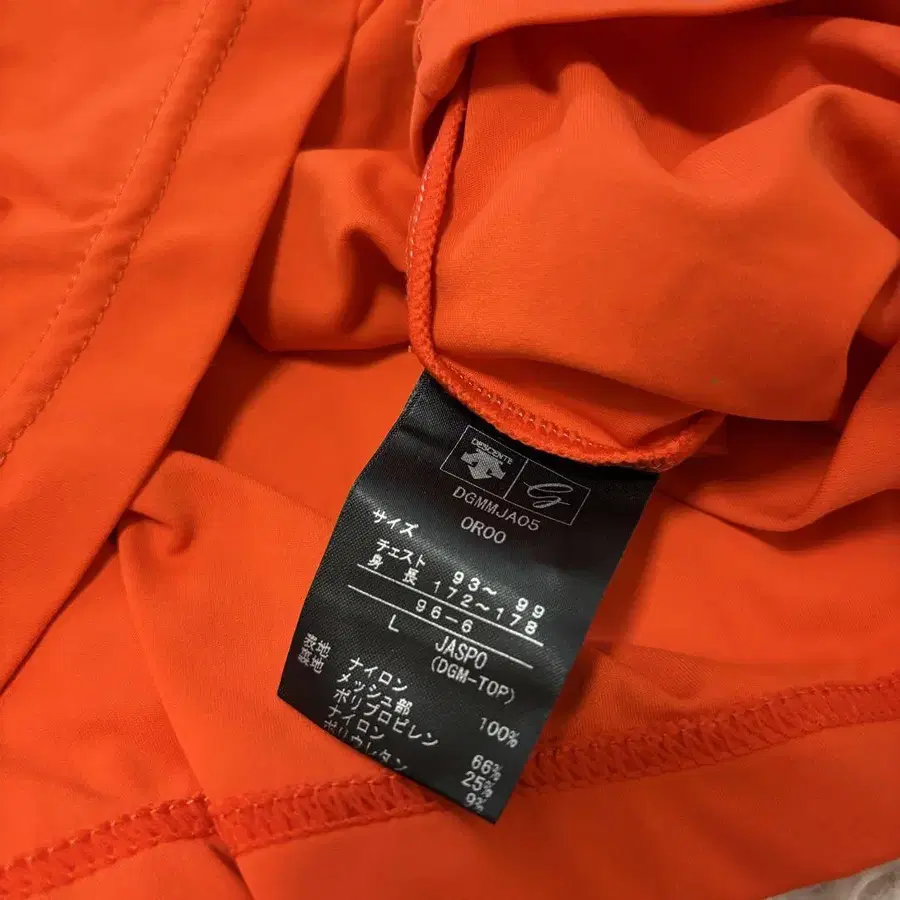 DESCENTE G
DGMMJA05
OR00
サイズ
チェスト 93〜 99
身 長 172〜178
96-6
L JASPO
(DGM-TOP)
表地
ナイロン 100%
裏地 メッシュ部
ポリプロピレン 66%
ナイロン 25%
ポリウレタン 9%